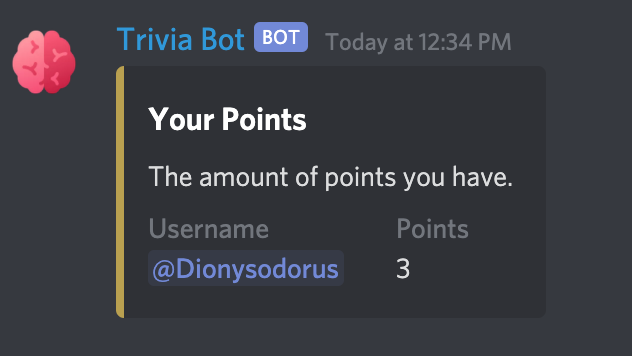 Trivia Bot BOT Today at 12:34 PM
Your Points
The amount of points you have.
Username Points
@Dionysodorus 3